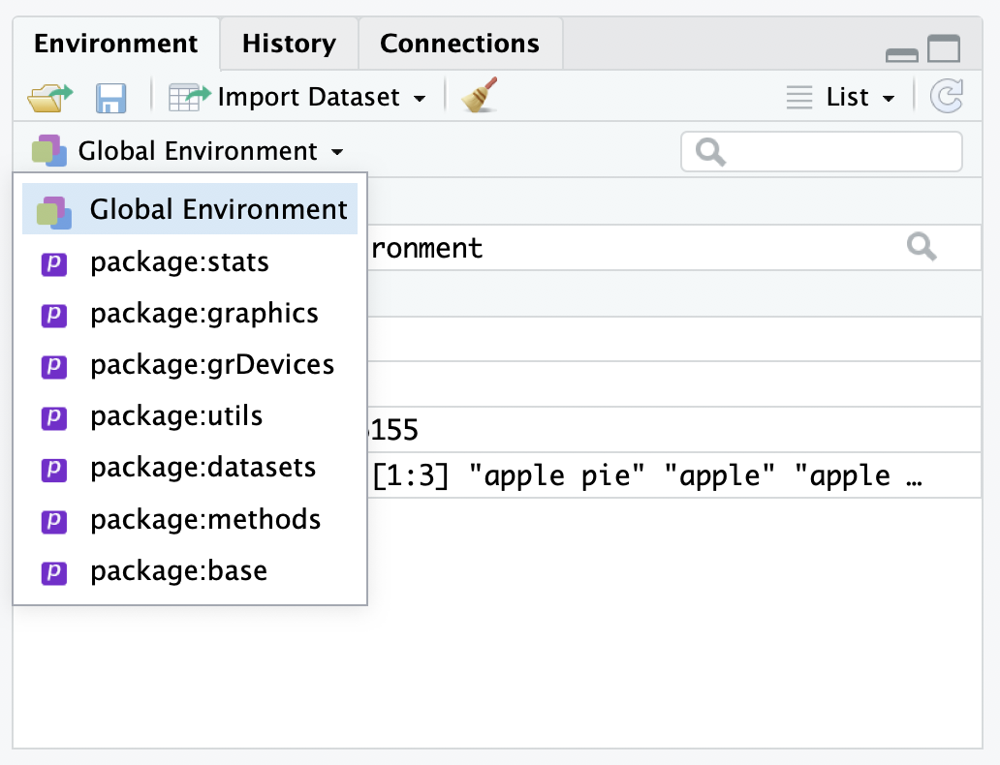 Environment History Connections
Import Dataset List
Global Environment
Global Environment
ronment
package:stats
package:graphics
package:grDevices
package:utils
155
package:datasets [1:3] "apple pie" "apple" "apple …
package:methods
package:base